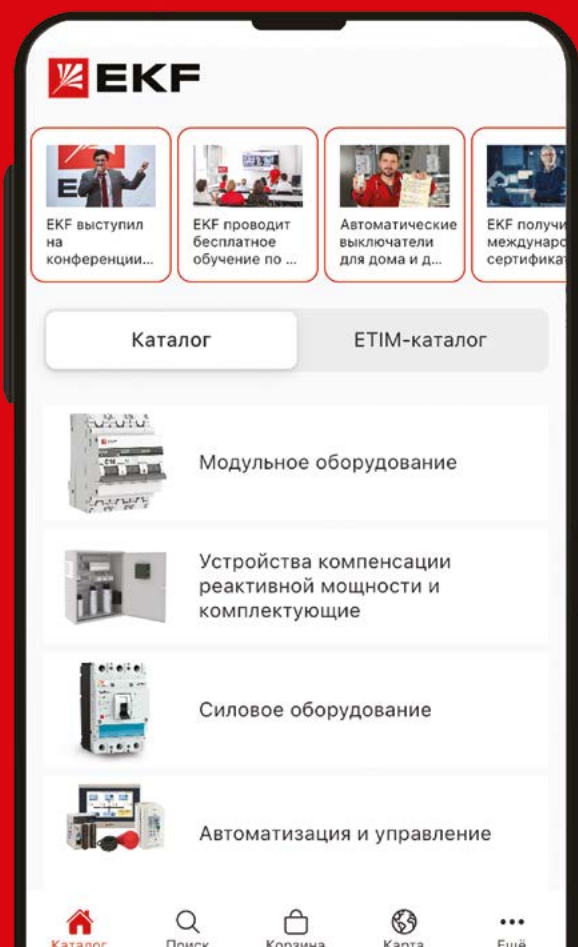 EKF
EKF выступил
на
конференции...
EKF проводит
бесплатное
обучение по ...
Автоматические
выключатели
для дома и д...
EKF получи
междунаро
сертифика
Каталог
ETIM-каталог
Модульное оборудование
Устройства компенсации
реактивной мощности и
комплектующие
Силовое оборудование
Автоматизация и управление
Каталог
Поиск
Корзина
Карта
Ещё